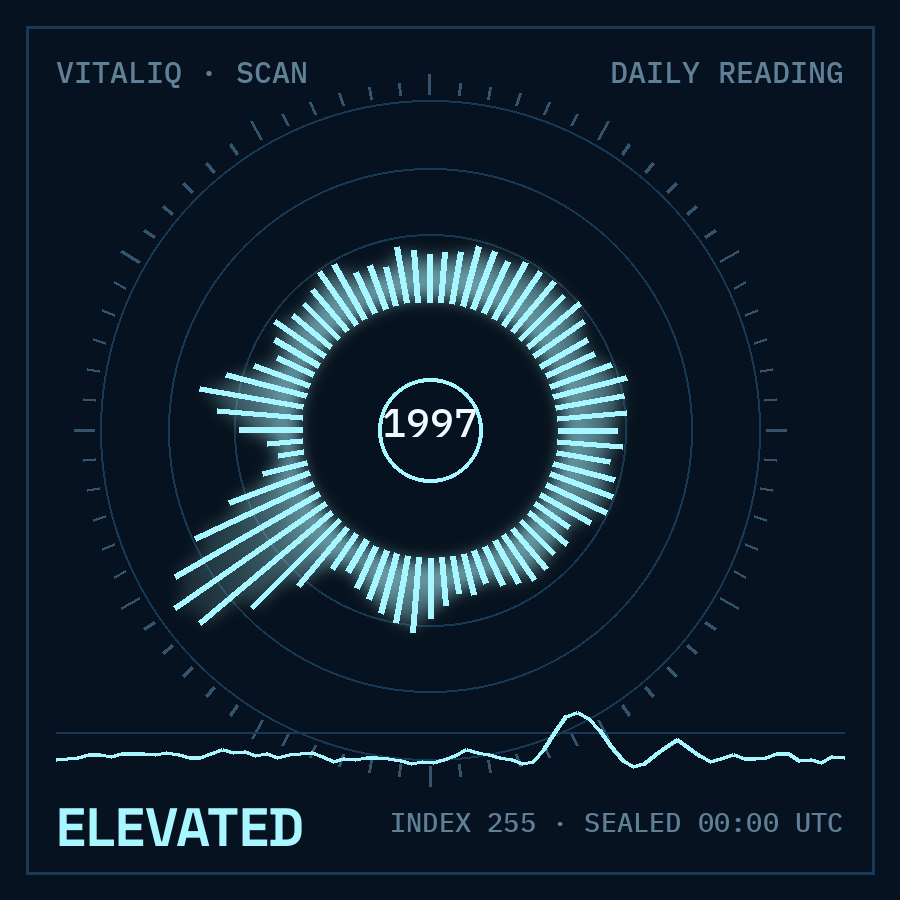 VITALIQ · SCAN
DAILY READING
1997
ELEVATED
INDEX 255 · SEALED 00:00 UTC